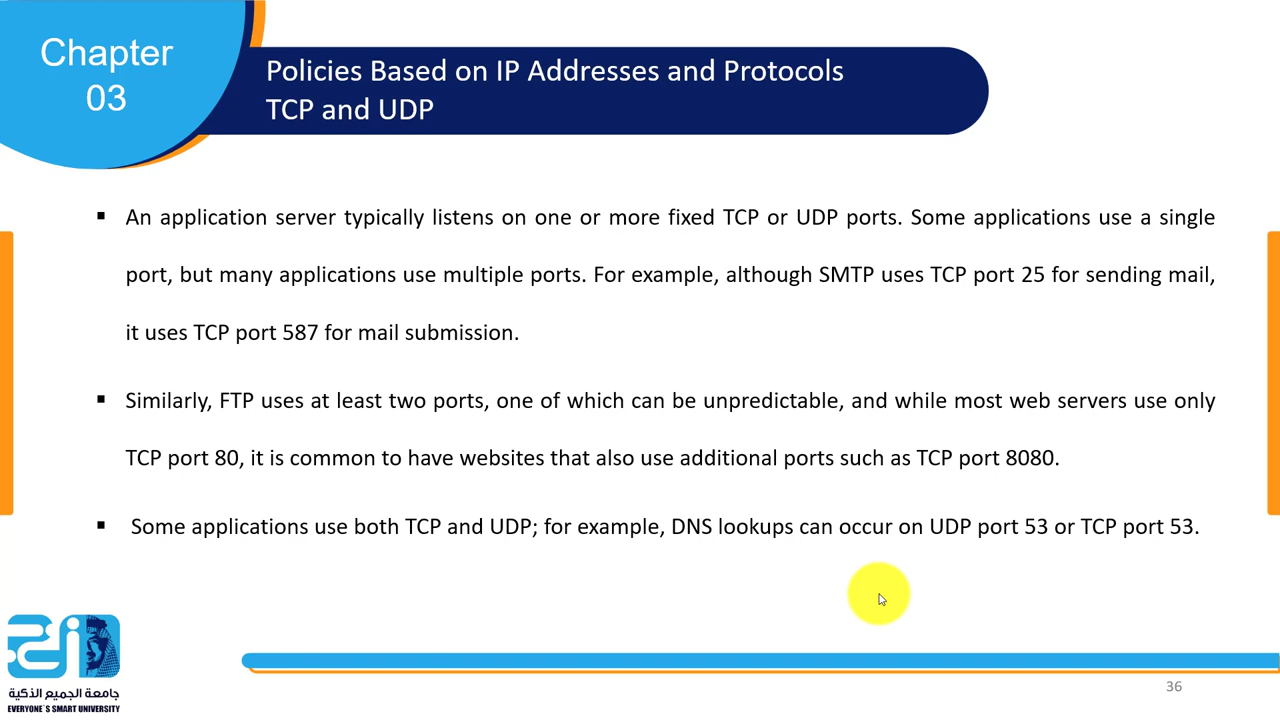 Chapter
03
Policies Based on IP Addresses and Protocols
TCP and UDP
▪ An application server typically listens on one or more fixed TCP or UDP ports. Some applications use a single
port, but many applications use multiple ports. For example, although SMTP uses TCP port 25 for sending mail,
it uses TCP port 587 for mail submission.
▪ Similarly, FTP uses at least two ports, one of which can be unpredictable, and while most web servers use only
TCP port 80, it is common to have websites that also use additional ports such as TCP port 8080.
▪ Some applications use both TCP and UDP; for example, DNS lookups can occur on UDP port 53 or TCP port 53.
جامعة الجميع الذكية
EVERYONE`S SMART UNIVERSITY
36